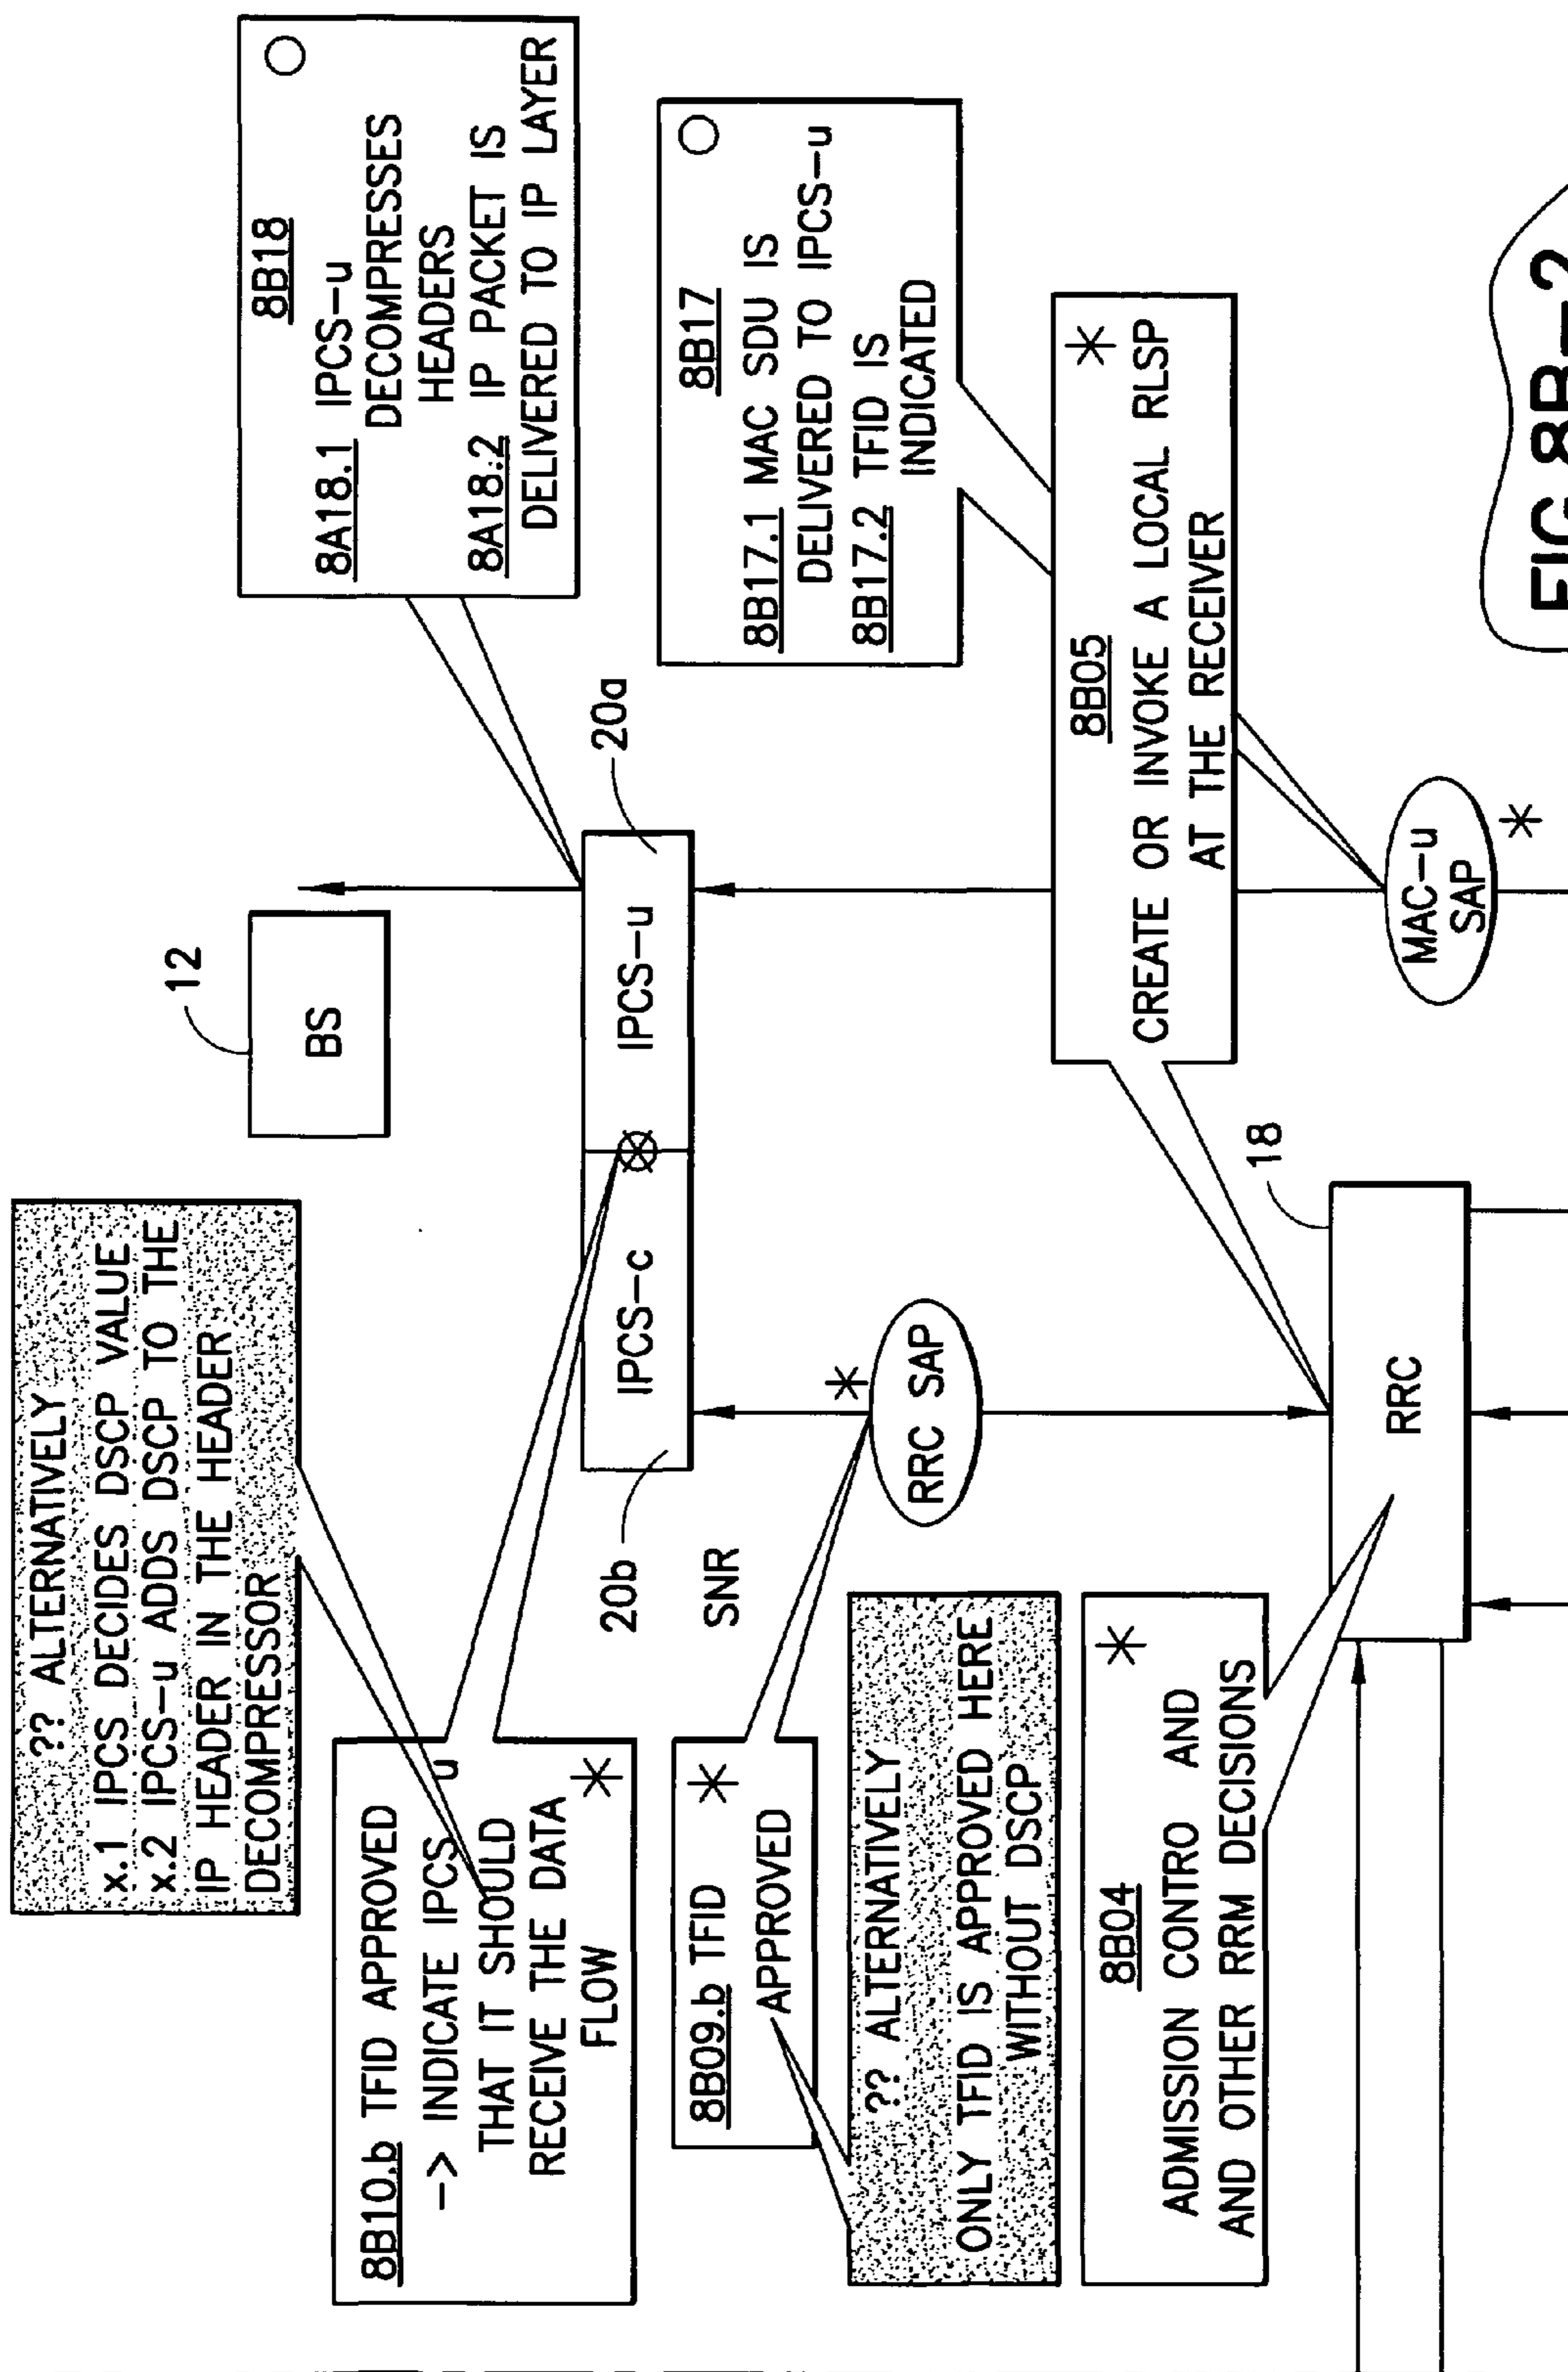 ?? ALTERNATIVELY
x.1 IPCS DECIDES DSCP VALUE
x.2 IPCS-u ADDS DSCP TO THE
IP HEADER IN THE HEADER
DECOMPRESSOR
12
BS
8B18
8A18.1 IPCS-u
DECOMPRESSES
HEADERS
8A18.2 IP PACKET IS
DELIVERED TO IP LAYER
8B10.b TFID APPROVED
-> INDICATE IPCS u
THAT IT SHOULD
RECEIVE THE DATA
FLOW
*
20b
IPCS-c
IPCS-u
20a
SNR
8B09.b TFID *
APPROVED
*
RRC SAP
8B17
8B17.1 MAC SDU IS
DELIVERED TO IPCS-u
8B17.2 TFID IS
INDICATED
?? ALTERNATIVELY
ONLY TFID IS APPROVED HERE
WITHOUT DSCP
8B04 *
ADMISSION CONTRO AND
AND OTHER RRM DECISIONS
8B05 *
CREATE OR INVOKE A LOCAL RLSP
AT THE RECEIVER
18
RRC
MAC-u
SAP
*
FIG.8B-2